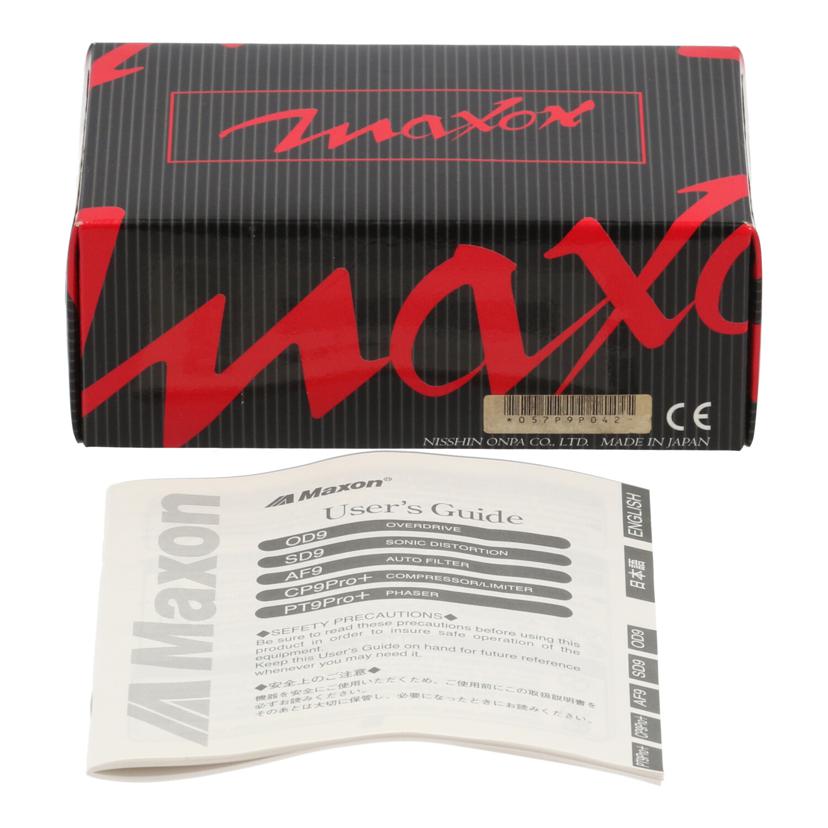 maxon
maxo
*057P9P042-
CE
NISSHIN ONPA CO., LTD. MADE IN JAPAN
Maxon®
User's Guide
OD9 OVERDRIVE
SD9 SONIC DISTORTION
AF9 AUTO FILTER
CP9Pro+ COMPRESSOR/LIMITER
PT9Pro+ PHASER
◆SEFETY PRECAUTIONS◆
Be sure to read these precautions before using this
product in order to insure safe operation of the
equipment.
Keep this User's Guide on hand for future reference
whenever you may need it.
◆安全上のご注意◆
機器を安全にご使用いただくため、ご使用前にこの取扱説明書を
必ずお読みください。
そのあとは大切に保管し、必要になったときにお読みください。
Maxon
ENGLISH
日本語
OD9
SD9
AF9
CP9Pro+
PT9Pro+